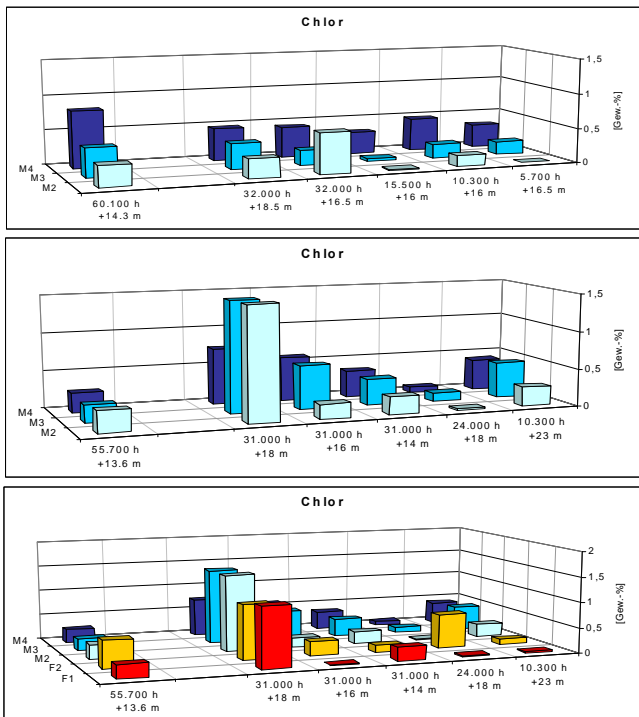 Chlor
1,5
1
0,5
0
[Gew.-%]
M4
M3
M2
60.100 h
+14.3 m
32.000 h
+18.5 m
32.000 h
+16.5 m
15.500 h
+16 m
10.300 h
+16 m
5.700 h
+16.5 m
Chlor
1,5
1
0,5
0
[Gew.-%]
M4
M3
M2
55.700 h
+13.6 m
31.000 h
+18 m
31.000 h
+16 m
31.000 h
+14 m
24.000 h
+18 m
10.300 h
+23 m
Chlor
2
1,5
1
0,5
0
[Gew.-%]
M4
M3
M2
F2
F1
55.700 h
+13.6 m
31.000 h
+18 m
31.000 h
+16 m
31.000 h
+14 m
24.000 h
+18 m
10.300 h
+23 m